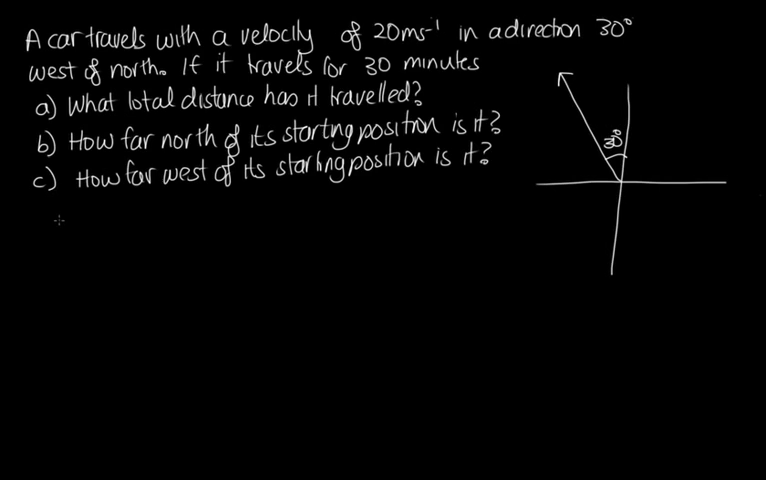 A car travels with a velocity of 20ms⁻¹ in a direction 30°
west of north. If it travels for 30 minutes
a) What total distance has it travelled?
b) How far north of its starting position is it?
c) How far west of its starting position is it?
30°